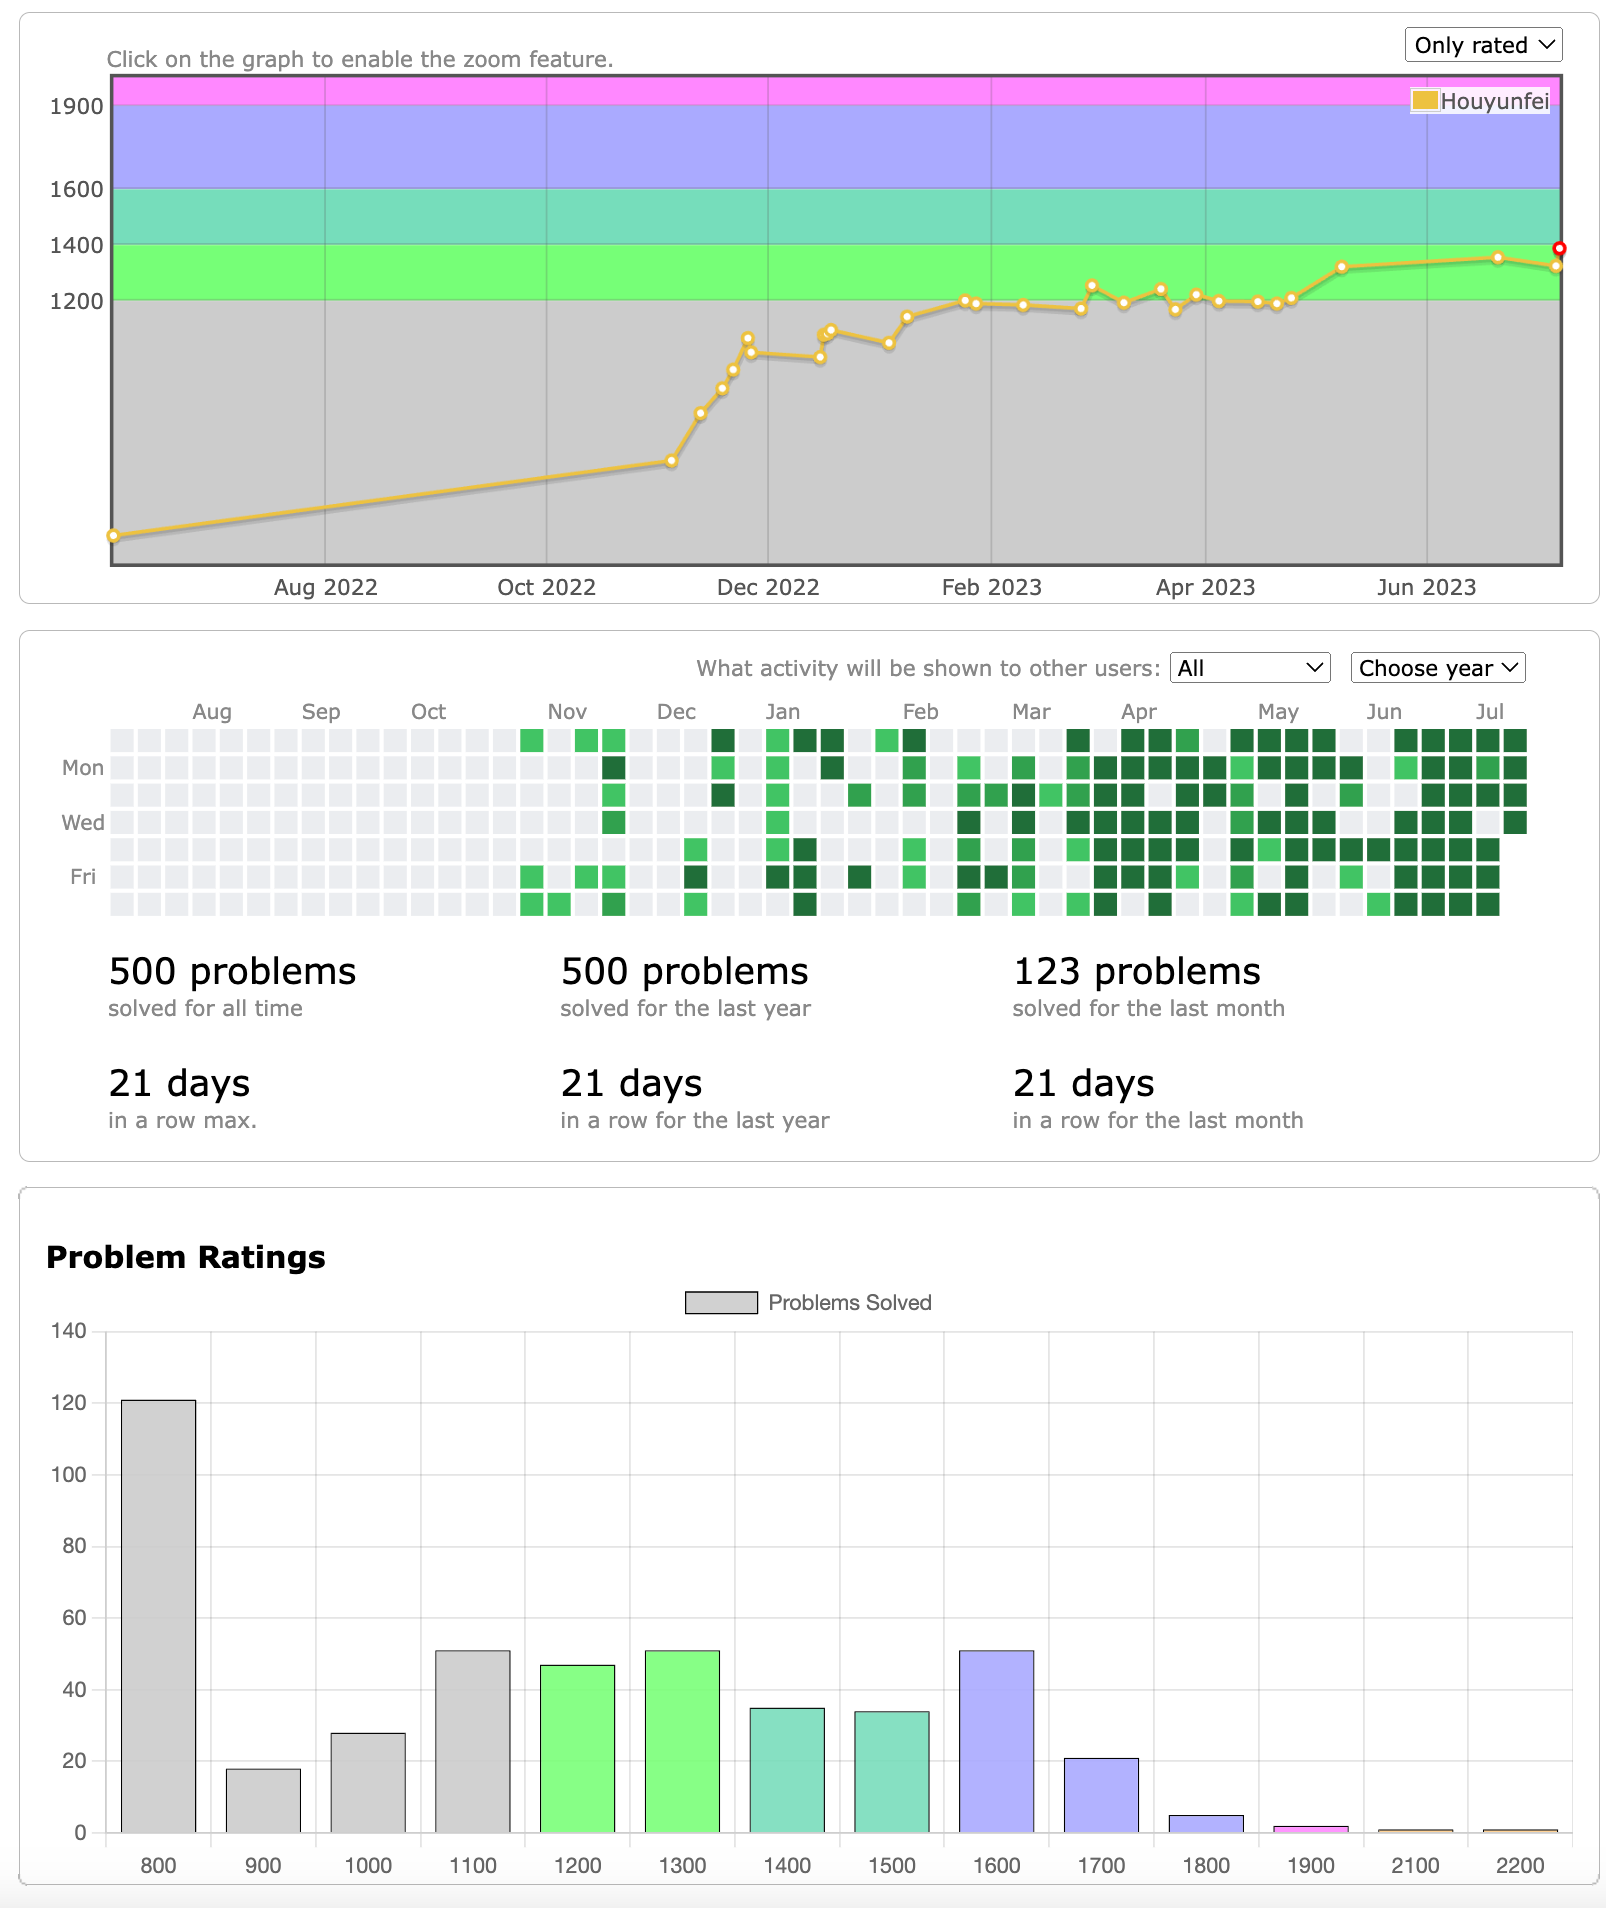 Only rated
Click on the graph to enable the zoom feature.
Houyunfei
1900
1600
1400
1200
Aug 2022 Oct 2022 Dec 2022 Feb 2023 Apr 2023 Jun 2023
What activity will be shown to other users: All Choose year
Aug Sep Oct Nov Dec Jan Feb Mar Apr May Jun Jul
Mon
Wed
Fri
500 problems 500 problems 123 problems
solved for all time solved for the last year solved for the last month
21 days 21 days 21 days
in a row max. in a row for the last year in a row for the last month
Problem Ratings
Problems Solved
140
120
100
80
60
40
20
0
800 900 1000 1100 1200 1300 1400 1500 1600 1700 1800 1900 2100 2200